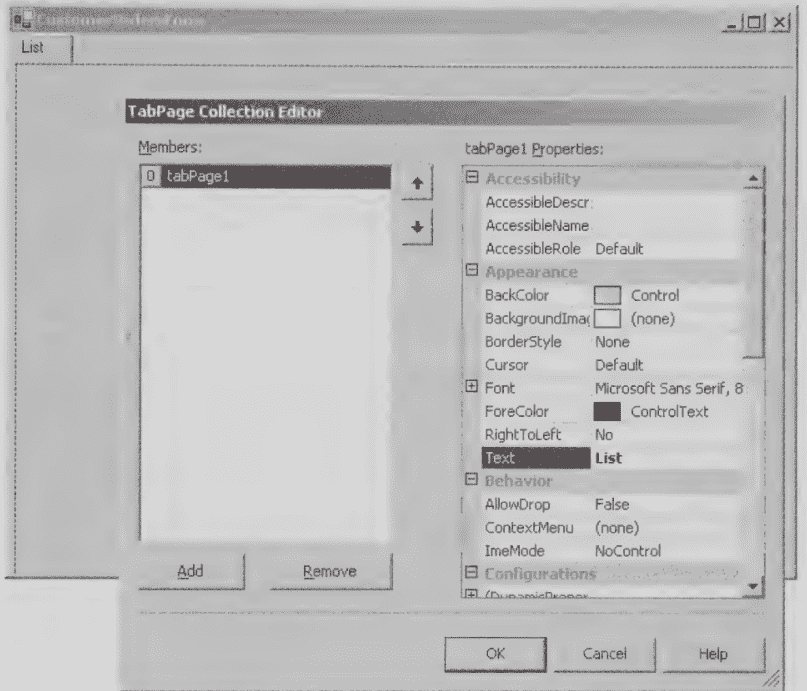 List
TabPage Collection Editor
Members:
tabPage1 Properties:
0 tabPage1
Accessibility
AccessibleDescr
AccessibleName
AccessibleRole Default
Appearance
BackColor Control
BackgroundImag (none)
BorderStyle None
Cursor Default
Font Microsoft Sans Serif, 8
ForeColor ControlText
RightToLeft No
Text List
Behavior
AllowDrop False
ContextMenu (none)
ImeMode NoControl
Configurations
Add Remove
OK Cancel Help